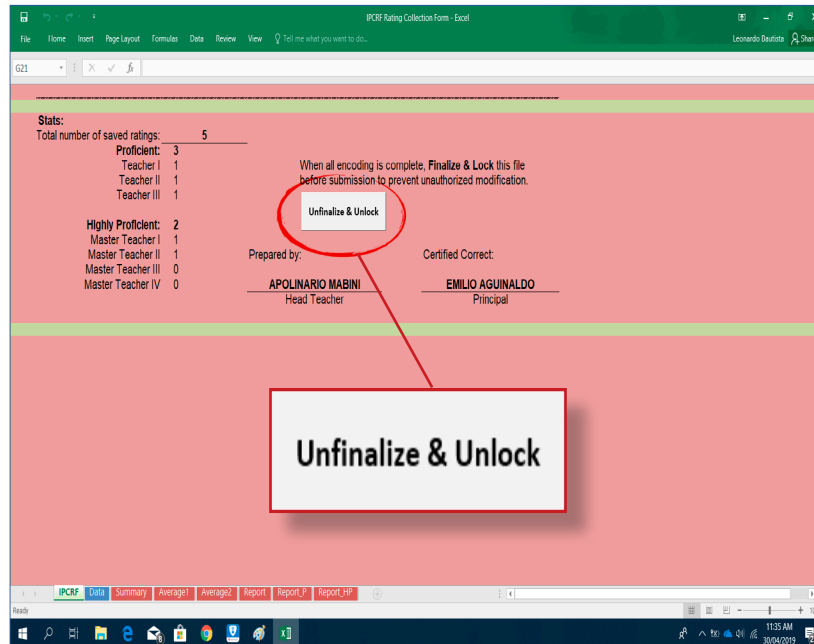 IPCRF Rating Collection Form - Excel
File Home Insert Page Layout Formulas Data Review View Tell me what you want to do... Leonardo Bautista Share
G21 fx
Stats:
Total number of saved ratings: 5
Proficient: 3
Teacher I 1
Teacher II 1
Teacher III 1
When all encoding is complete, Finalize & Lock this file
before submission to prevent unauthorized modification.
Unfinalize & Unlock
Highly Proficient: 2
Master Teacher I 1
Master Teacher II 1
Master Teacher III 0
Master Teacher IV 0
Prepared by: Certified Correct:
APOLINARIO MABINI EMILIO AGUINALDO
Head Teacher Principal
Unfinalize & Unlock
IPCRF Data Summary Average1 Average2 Report Report_P Report_HP
Ready
11:35 AM
30/04/2019